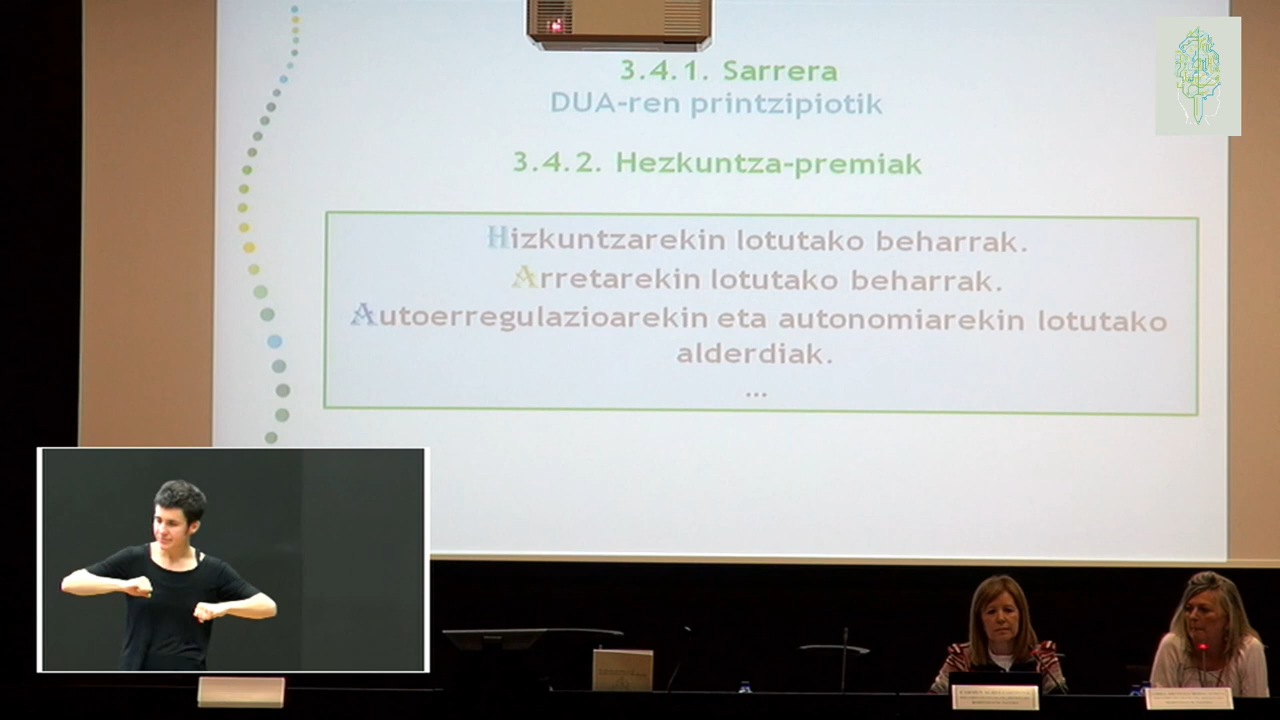 3.4.1. Sarrera
DUA-ren printzipiotik
3.4.2. Hezkuntza-premiak
Hizkuntzarekin lotutako beharrak.
Arretarekin lotutako beharrak.
Autoerregulazioarekin eta autonomiarekin lotutako
alderdiak.
...